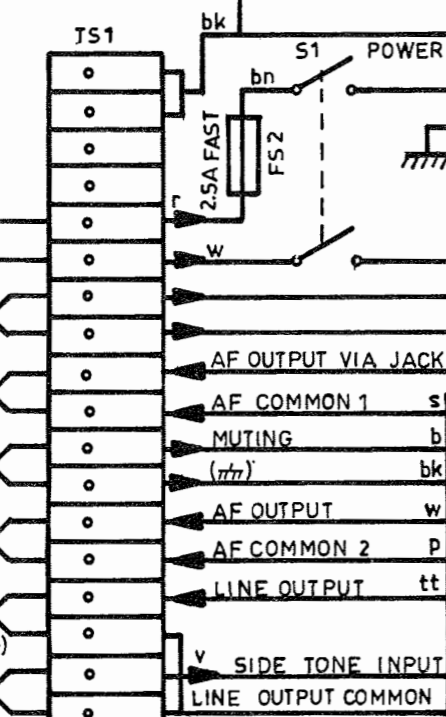 bk
TS1
S1 POWER
bn
2.5A FAST
FS2
r
w
AF OUTPUT VIA JACK
AF COMMON 1 s
MUTING b
bk
AF OUTPUT w
AF COMMON 2 p
LINE OUTPUT tt
v SIDE TONE INPUT
LINE OUTPUT COMMON